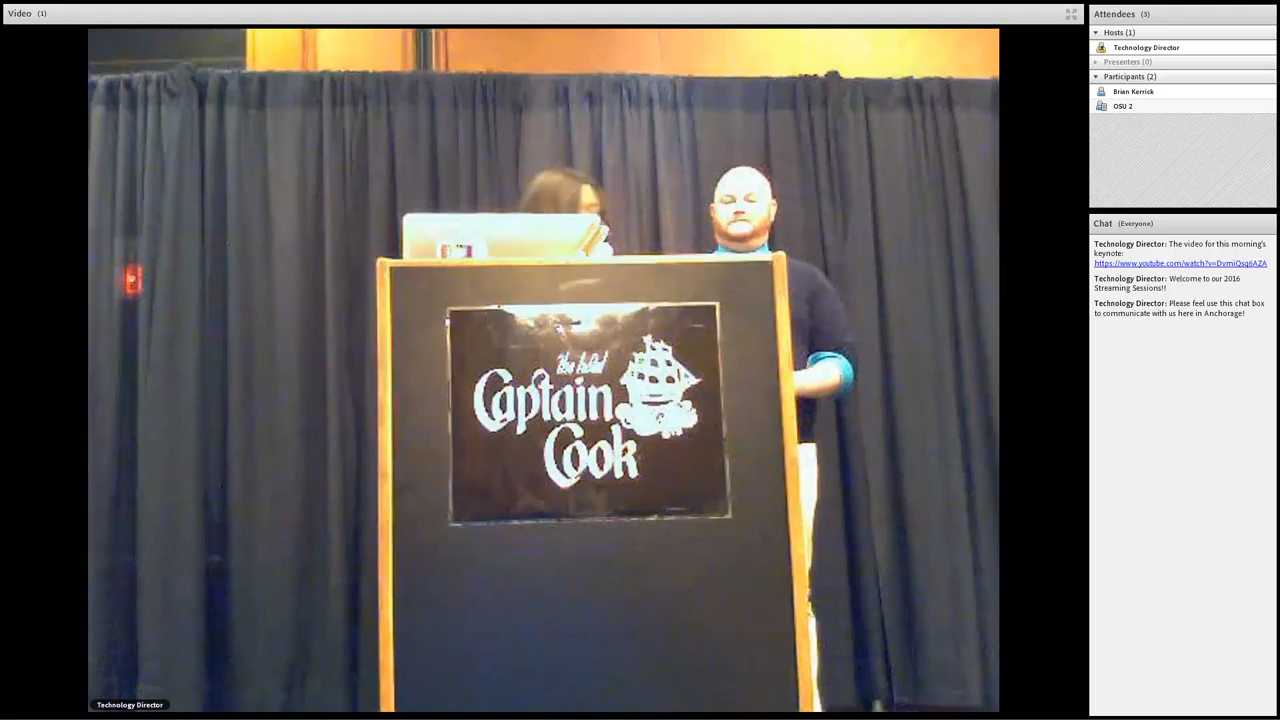 Video (1)
The Hotel
Captain
Cook
Technology Director
Attendees (3)
Hosts (1)
Technology Director
Presenters (0)
Participants (2)
Brian Kerrick
OSU 2
Chat (Everyone)
Technology Director: The video for this morning's
keynote:
https://www.youtube.com/watch?v=DvmiQsq6AZA
Technology Director: Welcome to our 2016
Streaming Sessions!!
Technology Director: Please feel use this chat box
to communicate with us here in Anchorage!